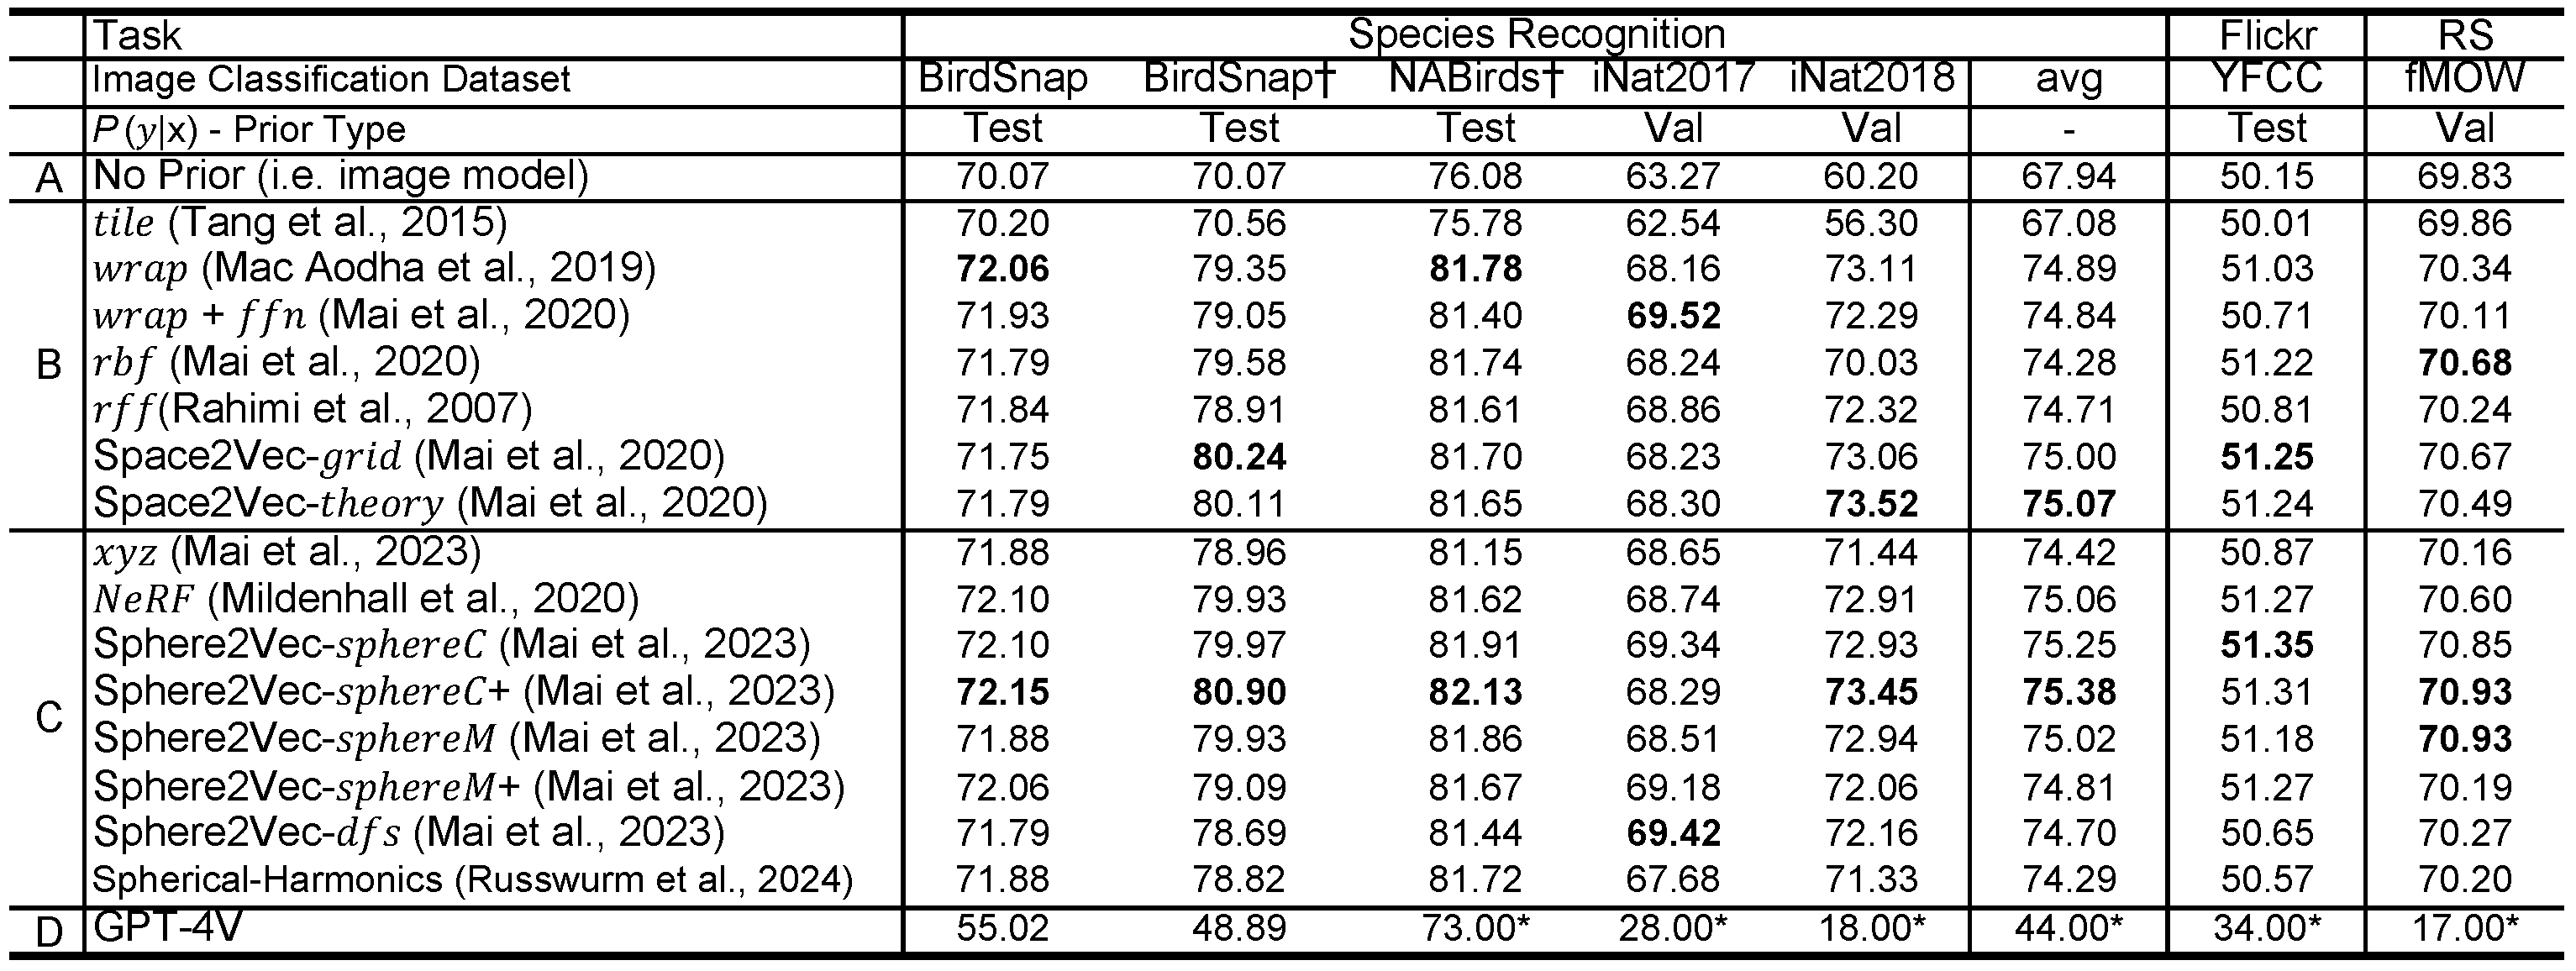 Task Species Recognition Flickr RS
Image Classification Dataset BirdSnap BirdSnap† NABirds† iNat2017 iNat2018 avg YFCC fMOW
P(y|x) - Prior Type Test Test Test Val Val - Test Val
A No Prior (i.e. image model) 70.07 70.07 76.08 63.27 60.20 67.94 50.15 69.83
tile (Tang et al., 2015) 70.20 70.56 75.78 62.54 56.30 67.08 50.01 69.86
wrap (Mac Aodha et al., 2019) 72.06 79.35 81.78 68.16 73.11 74.89 51.03 70.34
wrap + ffn (Mai et al., 2020) 71.93 79.05 81.40 69.52 72.29 74.84 50.71 70.11
B rbf (Mai et al., 2020) 71.79 79.58 81.74 68.24 70.03 74.28 51.22 70.68
rff(Rahimi et al., 2007) 71.84 78.91 81.61 68.86 72.32 74.71 50.81 70.24
Space2Vec-grid (Mai et al., 2020) 71.75 80.24 81.70 68.23 73.06 75.00 51.25 70.67
Space2Vec-theory (Mai et al., 2020) 71.79 80.11 81.65 68.30 73.52 75.07 51.24 70.49
xyz (Mai et al., 2023) 71.88 78.96 81.15 68.65 71.44 74.42 50.87 70.16
NeRF (Mildenhall et al., 2020) 72.10 79.93 81.62 68.74 72.91 75.06 51.27 70.60
Sphere2Vec-sphereC (Mai et al., 2023) 72.10 79.97 81.91 69.34 72.93 75.25 51.35 70.85
C Sphere2Vec-sphereC+ (Mai et al., 2023) 72.15 80.90 82.13 68.29 73.45 75.38 51.31 70.93
Sphere2Vec-sphereM (Mai et al., 2023) 71.88 79.93 81.86 68.51 72.94 75.02 51.18 70.93
Sphere2Vec-sphereM+ (Mai et al., 2023) 72.06 79.09 81.67 69.18 72.06 74.81 51.27 70.19
Sphere2Vec-dfs (Mai et al., 2023) 71.79 78.69 81.44 69.42 72.16 74.70 50.65 70.27
Spherical-Harmonics (Russwurm et al., 2024) 71.88 78.82 81.72 67.68 71.33 74.29 50.57 70.20
D GPT-4V 55.02 48.89 73.00* 28.00* 18.00* 44.00* 34.00* 17.00*